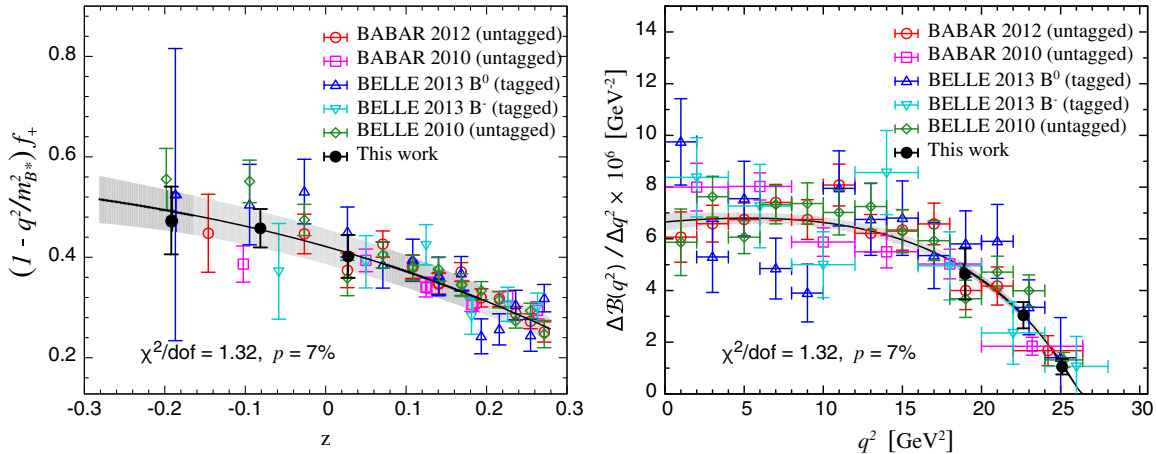 0.8
0.6
0.4
0.2
-0.3
-0.2
-0.1
0
0.1
0.2
0.3
(1 - q²/m²_{B*}) f₊
z
BABAR 2012 (untagged)
BABAR 2010 (untagged)
BELLE 2013 B⁰ (tagged)
BELLE 2013 B⁻ (tagged)
BELLE 2010 (untagged)
This work
χ²/dof = 1.32, p = 7%
14
12
10
8
6
4
2
0
0
5
10
15
20
25
30
ΔB(q²) / Δq² × 10⁶ [GeV⁻²]
q² [GeV²]
BABAR 2012 (untagged)
BABAR 2010 (untagged)
BELLE 2013 B⁰ (tagged)
BELLE 2013 B⁻ (tagged)
BELLE 2010 (untagged)
This work
χ²/dof = 1.32, p = 7%